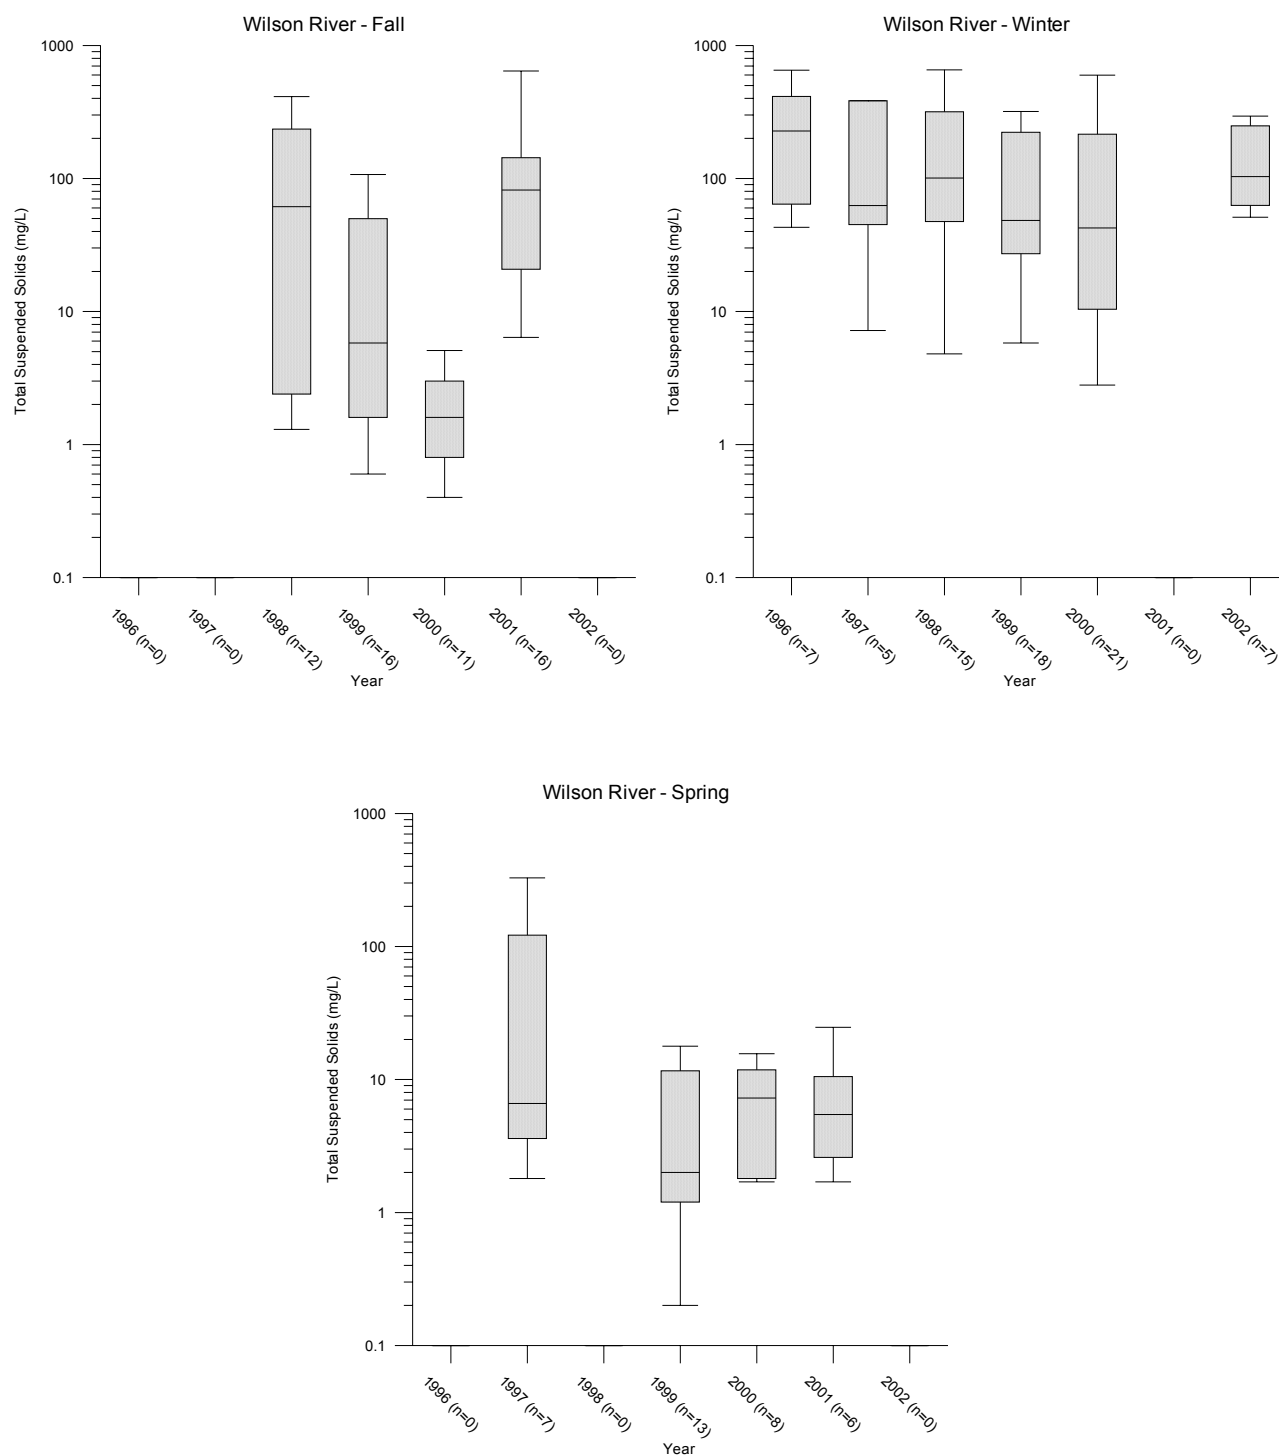 Wilson River - Fall
1000
100
10
1
0.1
Total Suspended Solids (mg/L)
1996 (n=0)
1997 (n=0)
1998 (n=12)
1999 (n=16)
2000 (n=11)
2001 (n=16)
2002 (n=0)
Year
Wilson River - Winter
1000
100
10
1
0.1
Total Suspended Solids (mg/L)
1996 (n=7)
1997 (n=5)
1998 (n=15)
1999 (n=18)
2000 (n=21)
2001 (n=0)
2002 (n=7)
Year
Wilson River - Spring
1000
100
10
1
0.1
Total Suspended Solids (mg/L)
1996 (n=0)
1997 (n=7)
1998 (n=0)
1999 (n=13)
2000 (n=8)
2001 (n=6)
2002 (n=0)
Year